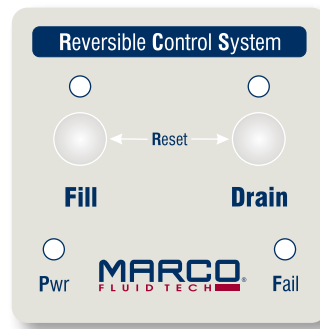 Reversible Control System
Reset
Fill Drain
Pwr Fail
MARCO®
FLUID TECH